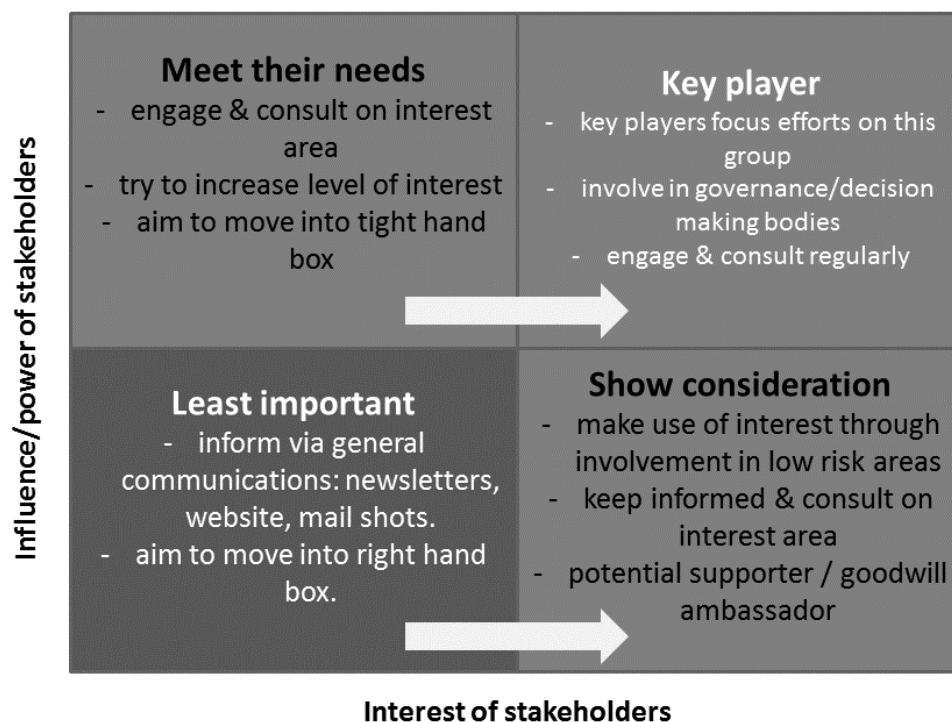 Influence/power of stakeholders
Meet their needs
- engage & consult on interest
area
- try to increase level of interest
- aim to move into tight hand
box
Key player
- key players focus efforts on this
group
- involve in governance/decision
making bodies
- engage & consult regularly
Least important
- inform via general
communications: newsletters,
website, mail shots.
- aim to move into right hand
box.
Show consideration
- make use of interest through
involvement in low risk areas
- keep informed & consult on
interest area
- potential supporter / goodwill
ambassador
Interest of stakeholders